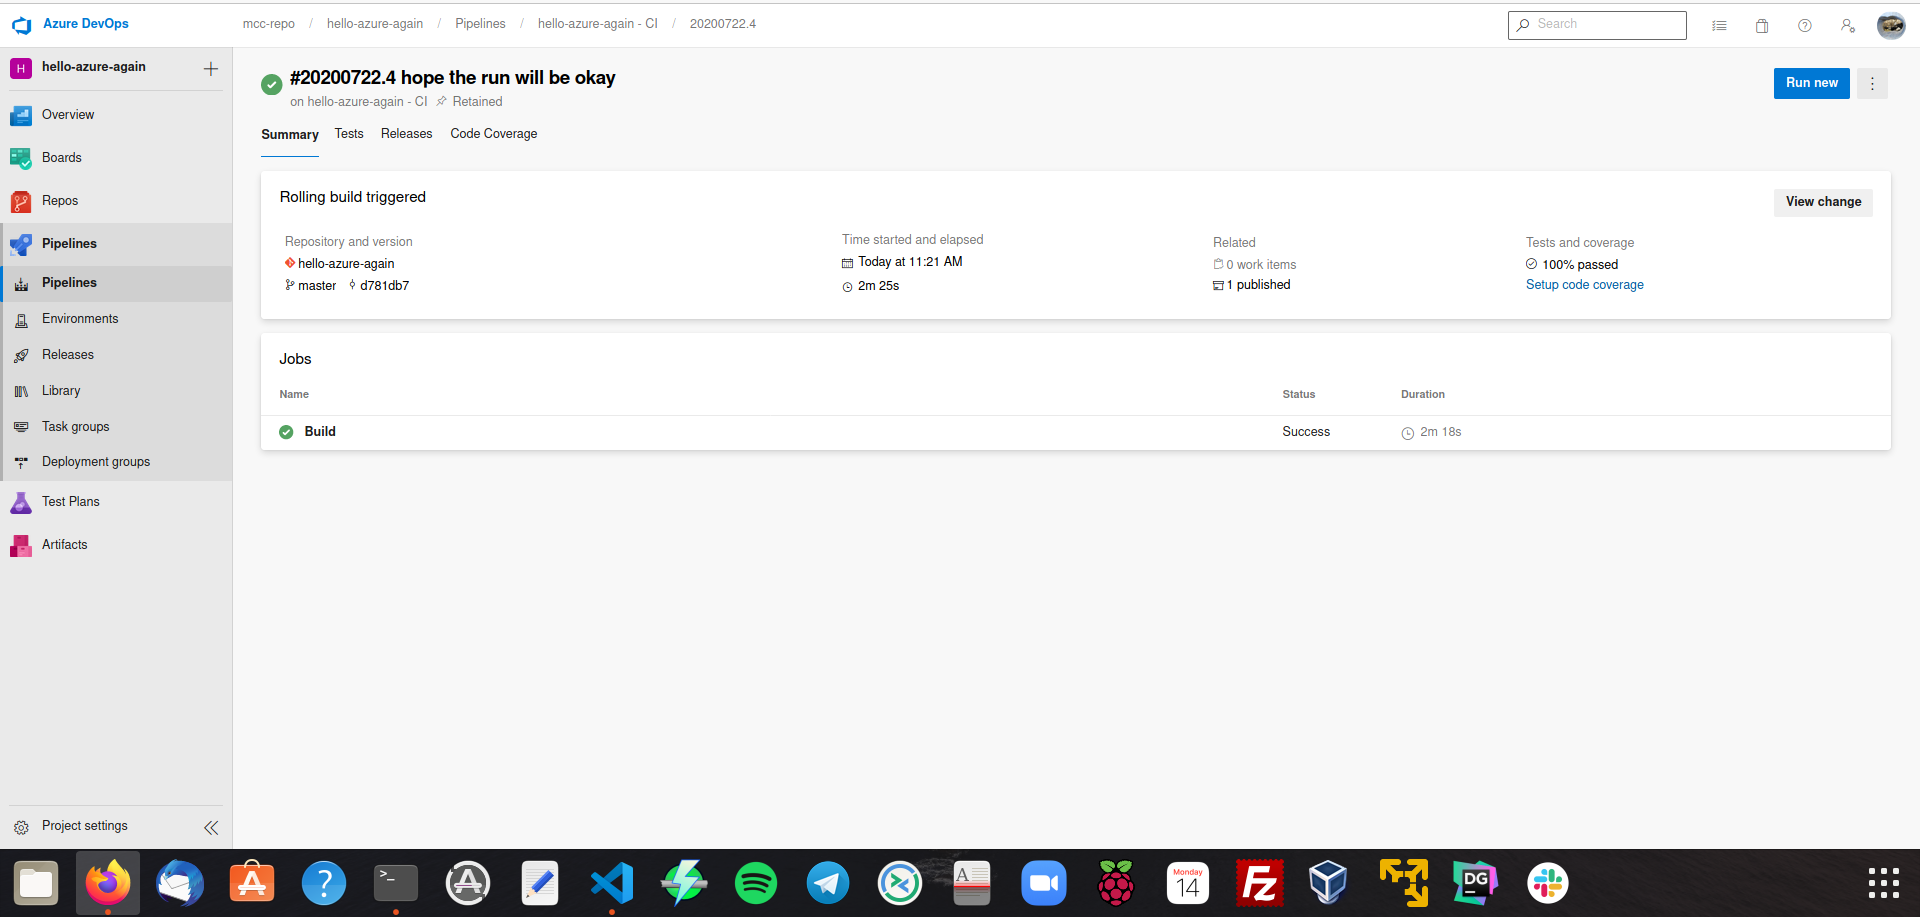 Azure DevOps
mcc-repo / hello-azure-again / Pipelines / hello-azure-again - CI / 20200722.4
Search
H hello-azure-again
Overview
Boards
Repos
Pipelines
Pipelines
Environments
Releases
Library
Task groups
Deployment groups
Test Plans
Artifacts
Project settings
#20200722.4 hope the run will be okay
on hello-azure-again - CI Retained
Run new
Summary Tests Releases Code Coverage
Rolling build triggered
View change
Repository and version
hello-azure-again
master d781db7
Time started and elapsed
Today at 11:21 AM
2m 25s
Related
0 work items
1 published
Tests and coverage
100% passed
Setup code coverage
Jobs
Name Status Duration
Build Success 2m 18s
?
>_
A
A
Monday
14
Fz
DG